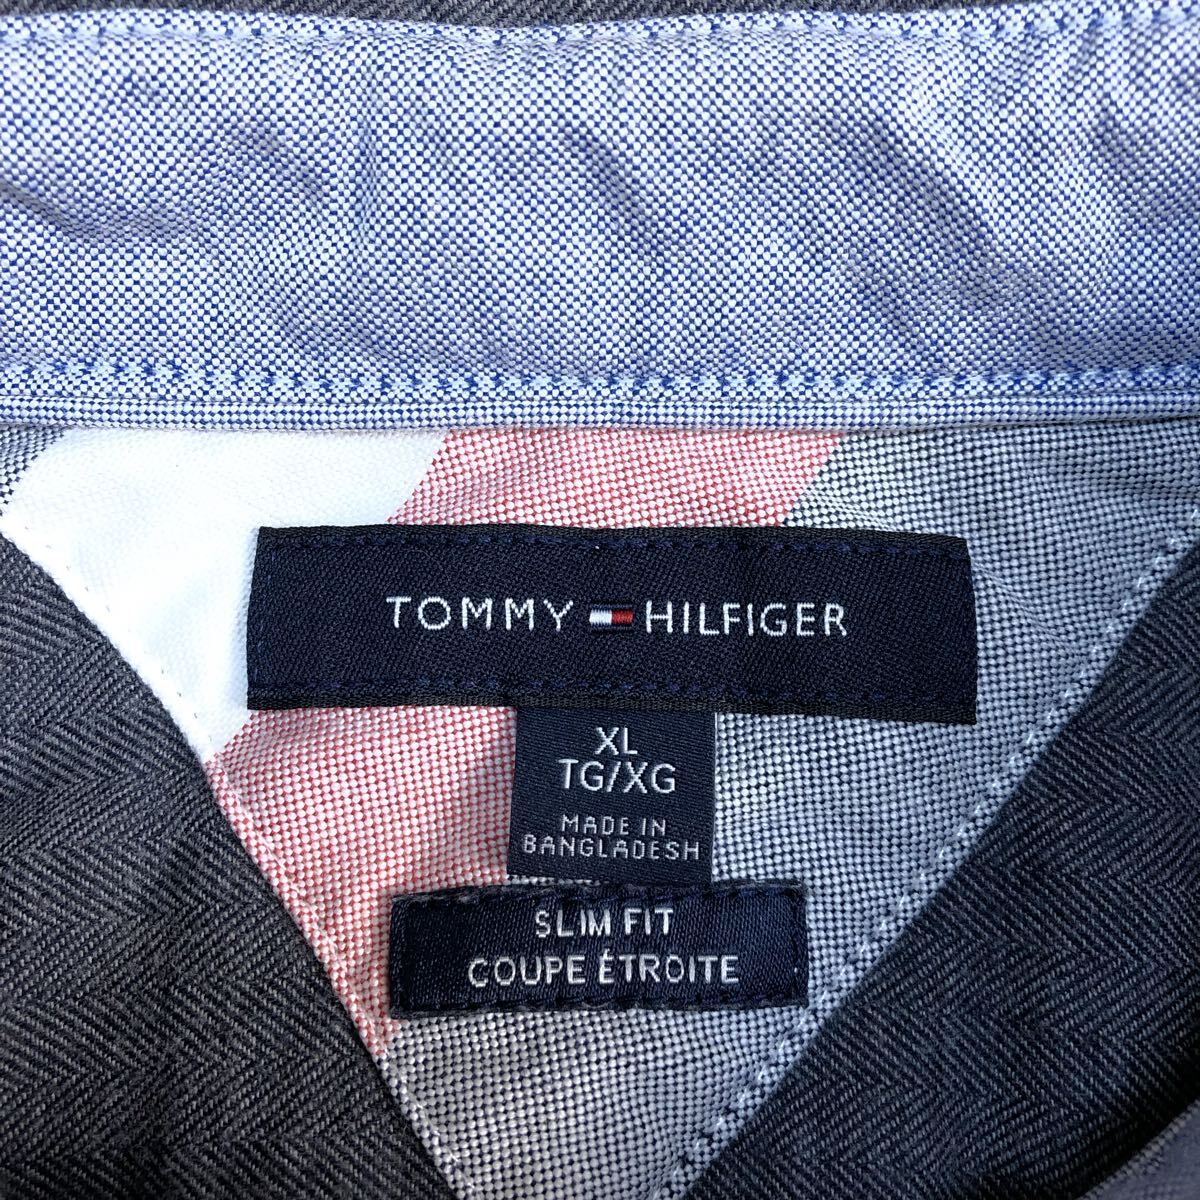 TOMMY HILFIGER
XL
TG/XG
MADE IN
BANGLADESH
SLIM FIT
COUPE ÉTROITE